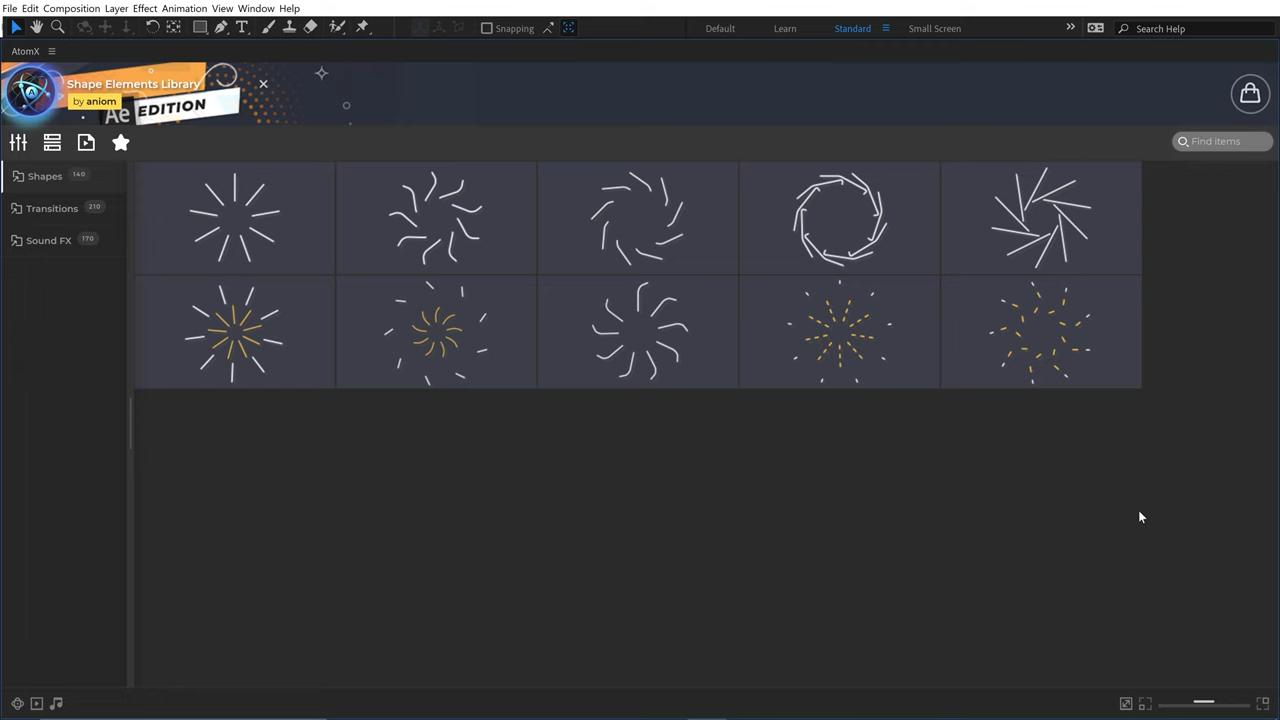 File Edit Composition Layer Effect Animation View Window Help
Snapping
Default Learn Standard Small Screen
Search Help
AtomX
Shape Elements Library
by aniom
Ae EDITION
Find items
Shapes 140
Transitions 210
Sound FX 170